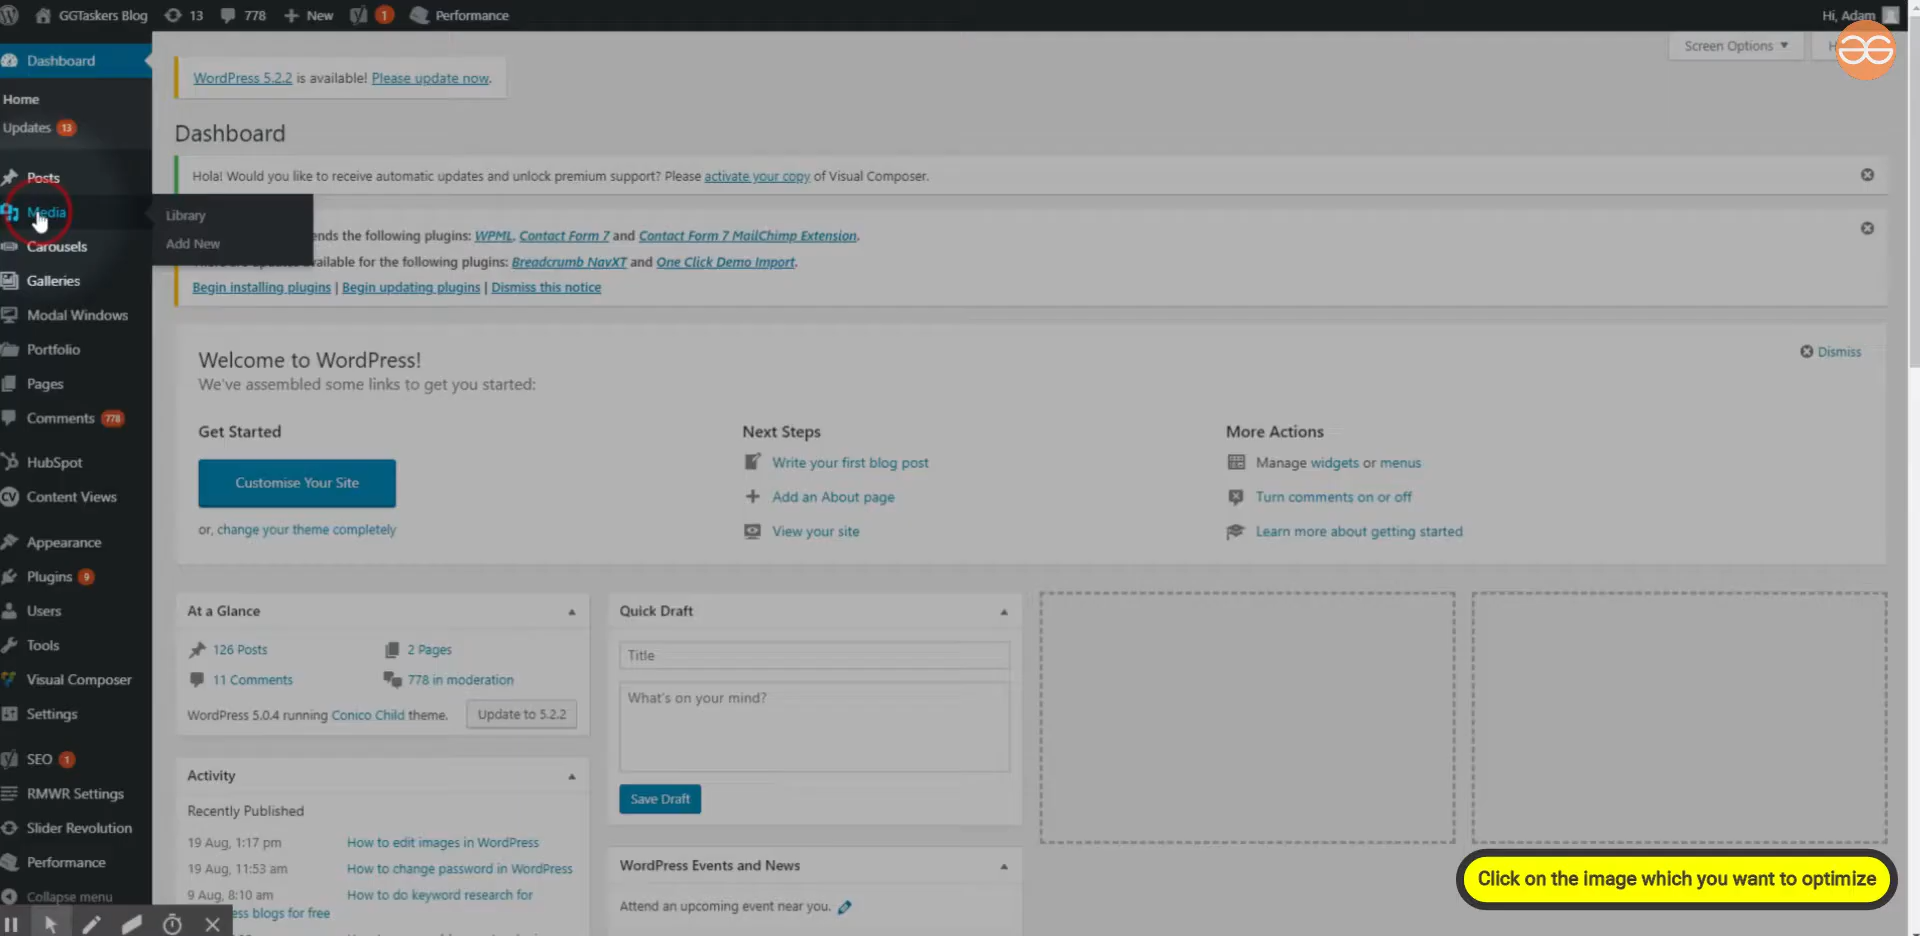 GGTaskers Blog 13 778 New 1 Performance
Hi, Adam
Dashboard
Home
Updates 13
Posts
Media
Carousels
Galleries
Modal Windows
Portfolio
Pages
Comments 778
HubSpot
Content Views
Appearance
Plugins 9
Users
Tools
Visual Composer
Settings
SEO 1
RMWR Settings
Slider Revolution
Performance
Collapse menu
Library
Add New
Screen Options
WordPress 5.2.2 is available! Please update now.
Dashboard
Hola! Would you like to receive automatic updates and unlock premium support? Please activate your copy of Visual Composer.
ends the following plugins: WPML, Contact Form 7 and Contact Form 7 MailChimp Extension.
available for the following plugins: Breadcrumb NavXT and One Click Demo Import.
Begin installing plugins | Begin updating plugins | Dismiss this notice
Welcome to WordPress!
Dismiss
We've assembled some links to get you started:
Get Started
Customise Your Site
or, change your theme completely
Next Steps
Write your first blog post
Add an About page
View your site
More Actions
Manage widgets or menus
Turn comments on or off
Learn more about getting started
At a Glance
126 Posts
2 Pages
11 Comments
778 in moderation
WordPress 5.0.4 running Conico Child theme.
Update to 5.2.2
Activity
Recently Published
19 Aug, 1:17 pm How to edit images in WordPress
19 Aug, 11:53 am How to change password in WordPress
9 Aug, 8:10 am How to do keyword research for
ess blogs for free
Quick Draft
Title
What's on your mind?
Save Draft
WordPress Events and News
Attend an upcoming event near you.
Click on the image which you want to optimize